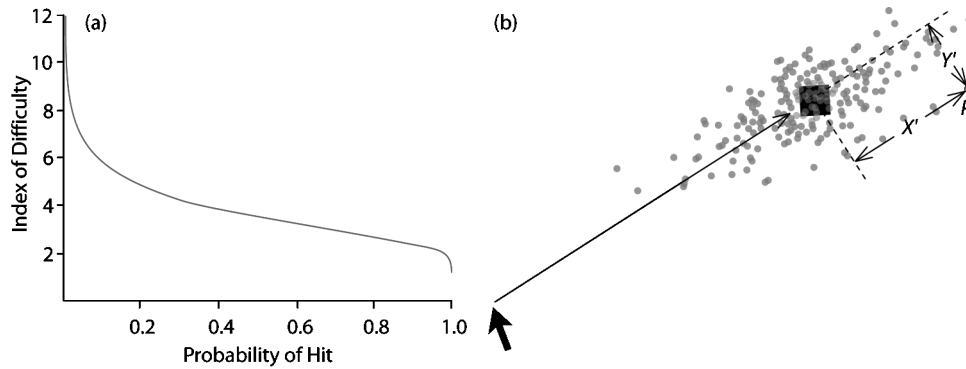 (a)
12
10
8
6
4
2
Index of Difficulty
0.2 0.4 0.6 0.8 1.0
Probability of Hit
(b)
Y'
X'